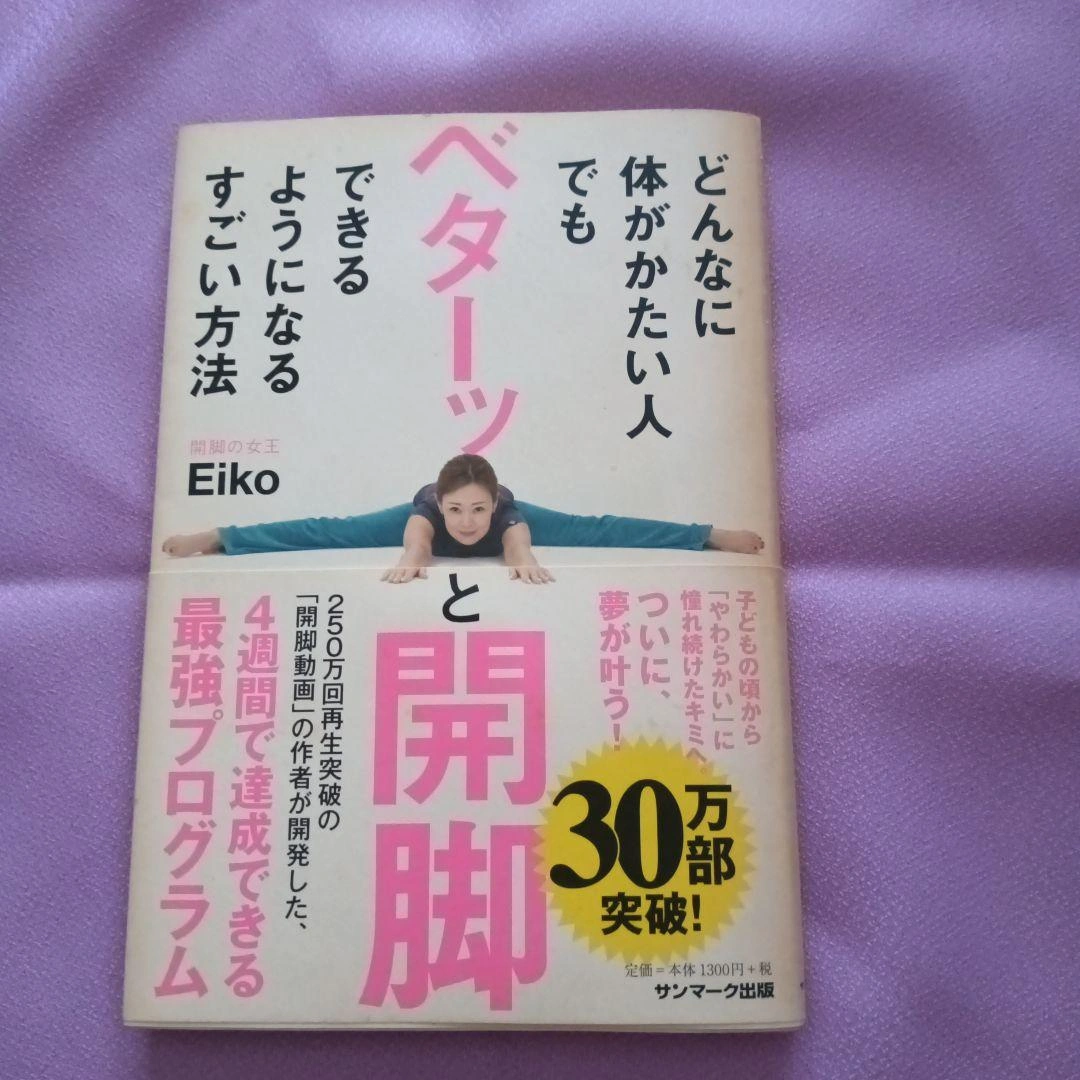 どんなに
体がかたい人
でも
ベターッ
と
開脚
できる
ようになる
すごい方法
開脚の女王
Eiko
子どもの頃から
「やわらかい」に
憧れ続けたキミへ。
ついに、
夢が叶う！
250万回再生突破の
「開脚動画」の作者が開発した、
4週間で達成できる
最強プログラム
30万部
突破！
定価＝本体1300円＋税
サンマーク出版